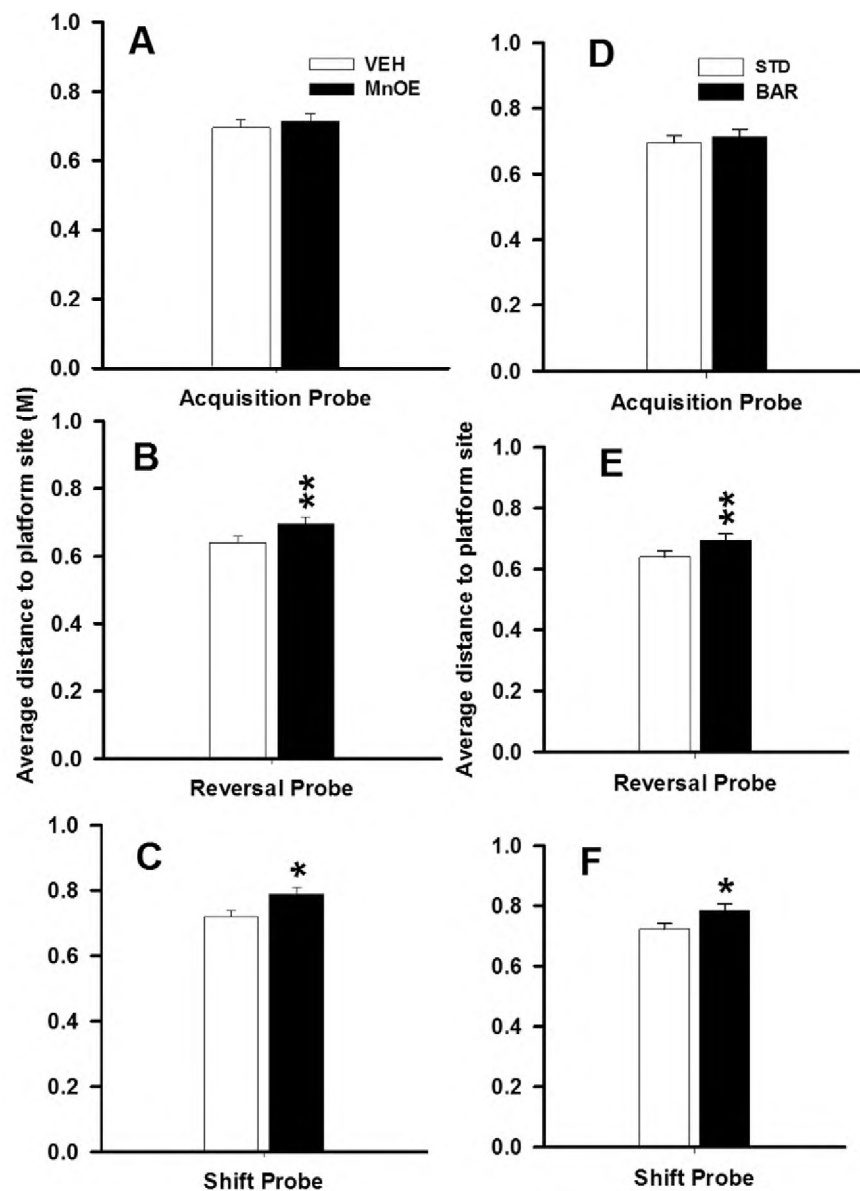 A
VEH
MnOE
1.0
0.8
0.6
0.4
0.2
0.0
Acquisition Probe
D
STD
BAR
1.0
0.8
0.6
0.4
0.2
0.0
Acquisition Probe
Average distance to platform site (M)
B
**
1.0
0.8
0.6
0.4
0.2
0.0
Reversal Probe
Average distance to platform site
E
**
1.0
0.8
0.6
0.4
0.2
0.0
Reversal Probe
C
*
1.0
0.8
0.6
0.4
0.2
0.0
Shift Probe
F
*
1.0
0.8
0.6
0.4
0.2
0.0
Shift Probe